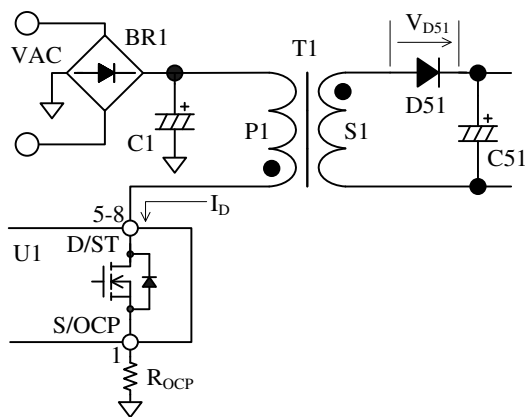 VAC
BR1
T1
V_D51
C1
P1
S1
D51
C51
I_D
5-8
D/ST
U1
S/OCP
1
R_OCP
+
+